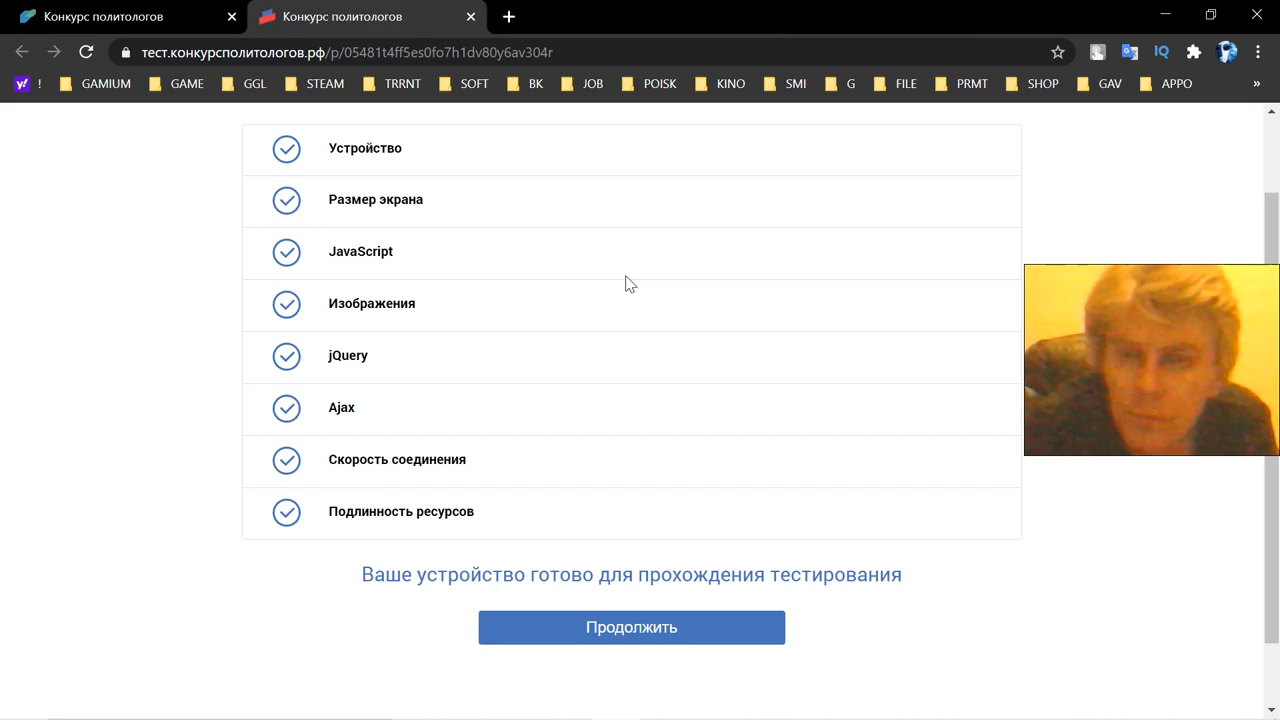 Конкурс политологов
Конкурс политологов
тест.конкурсполитологов.рф/p/05481t4ff5es0fo7h1dv80y6av304r
IQ
y! ! GAMIUM GAME GGL STEAM TRRNT SOFT BK JOB POISK KINO SMI G FILE PRMT SHOP GAV APPO »
Устройство
Размер экрана
JavaScript
Изображения
jQuery
Ajax
Скорость соединения
Подлинность ресурсов
Ваше устройство готово для прохождения тестирования
Продолжить